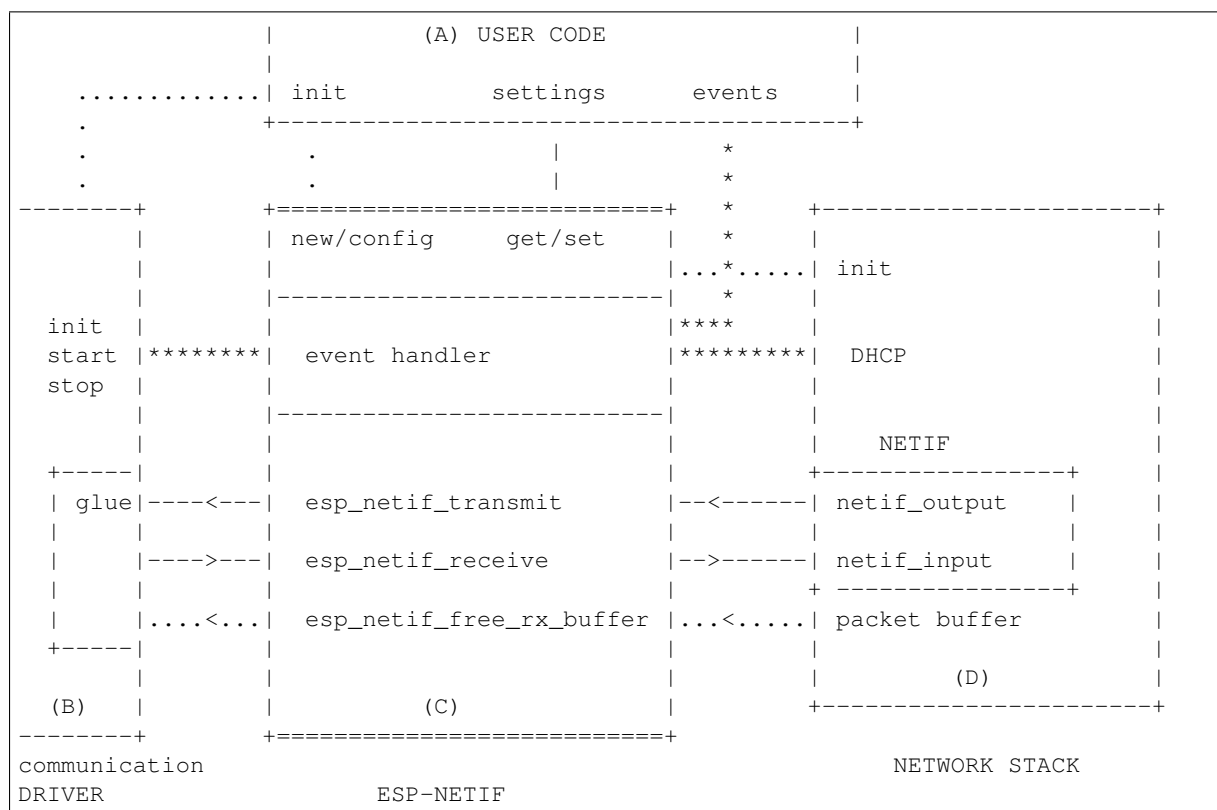 |          (A) USER CODE                 |
|                                        |
.............| init          settings      events     |
.            +----------------------------------------+
.               .                |           *
.               .                |           *
--------+        +===========================+   *     +-----------------------+
|        | new/config     get/set    |   *     |                       |
|        |                           |...*.....| init                  |
|        |---------------------------|   *     |                       |
init  |        |                           |****     |                       |
start |********|  event handler            |*********|  DHCP                 |
stop  |        |                           |         |                       |
|        |---------------------------|         |                       |
|        |                           |         |    NETIF              |
+-----|        |                           |         +-----------------+     |
| glue|----<---|  esp_netif_transmit       |--<------| netif_output    |     |
|     |        |                           |         |                 |     |
|     |---->---|  esp_netif_receive        |-->------| netif_input     |     |
|     |        |                           |         + ----------------+     |
|     |....<...|  esp_netif_free_rx_buffer |...<.....| packet buffer         |
+-----|        |                           |         |                       |
|        |                           |         |         (D)           |
(B)   |        |          (C)              |         +-----------------------+
--------+        +===========================+
communication                                                NETWORK STACK
DRIVER                   ESP-NETIF